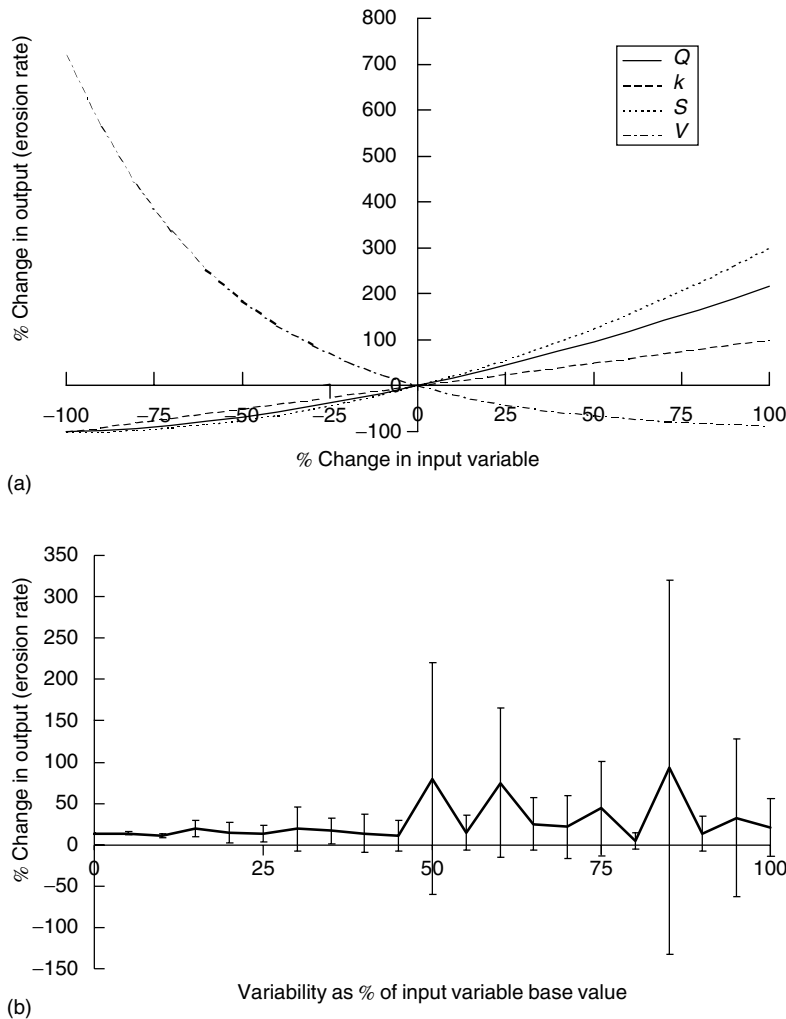 % Change in output (erosion rate)
800
700
600
500
400
300
200
100
0
−100
Q
k
S
V
−100 −75 −50 −25 0 25 50 75 100
% Change in input variable
(a)
% Change in output (erosion rate)
350
300
250
200
150
100
50
0
−50
−100
−150
0 25 50 75 100
Variability as % of input variable base value
(b)